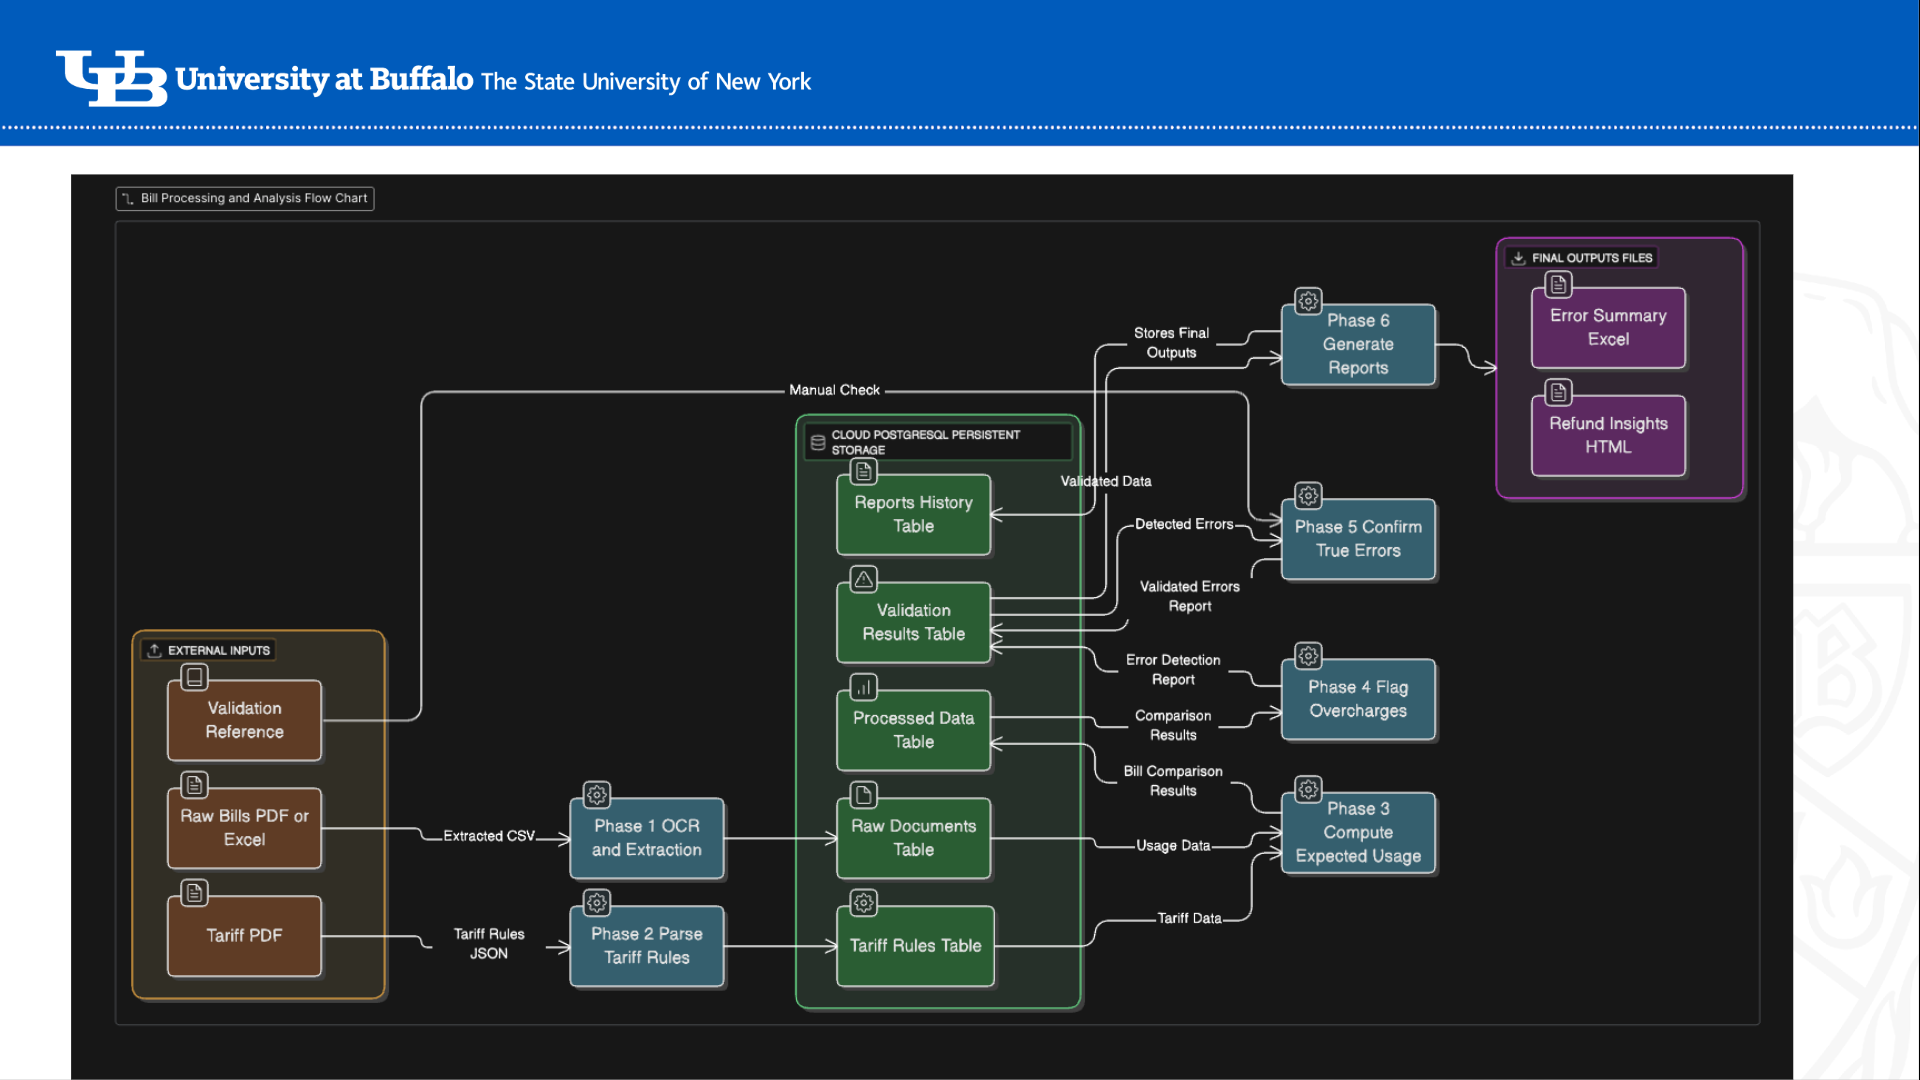 University at Buffalo The State University of New York
Bill Processing and Analysis Flow Chart
FINAL OUTPUTS FILES
Error Summary
Excel
Refund Insights
HTML
Phase 6
Generate
Reports
Stores Final
Outputs
Manual Check
CLOUD POSTGRESQL PERSISTENT
STORAGE
Reports History
Table
Validated Data
Detected Errors
Phase 5 Confirm
True Errors
Validated Errors
Report
Validation
Results Table
Error Detection
Report
Phase 4 Flag
Overcharges
EXTERNAL INPUTS
Validation
Reference
Processed Data
Table
Comparison
Results
Bill Comparison
Results
Raw Bills PDF or
Excel
Extracted CSV
Phase 1 OCR
and Extraction
Raw Documents
Table
Usage Data
Phase 3
Compute
Expected Usage
Tariff PDF
Tariff Rules
JSON
Phase 2 Parse
Tariff Rules
Tariff Rules Table
Tariff Data